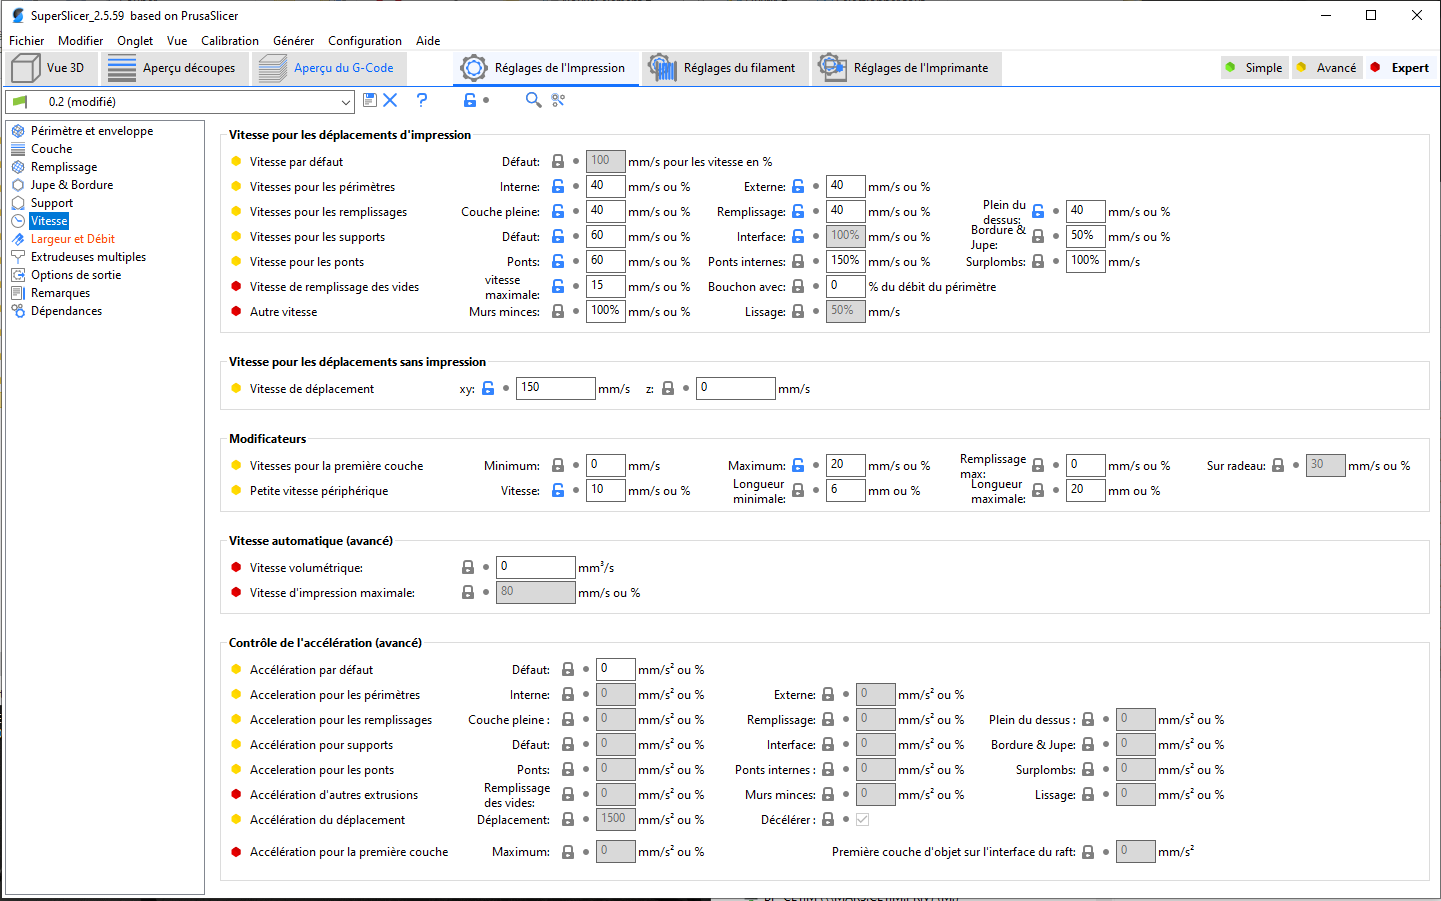 SuperSlicer_2.5.59 based on PrusaSlicer
Fichier Modifier Onglet Vue Calibration Générer Configuration Aide
Vue 3D Aperçu découpes Aperçu du G-Code Réglages de l'Impression Réglages du filament Réglages de l'Imprimante Simple Avancé Expert
0.2 (modifié)
Périmètre et enveloppe
Couche
Remplissage
Jupe & Bordure
Support
Vitesse
Largeur et Débit
Extrudeuses multiples
Options de sortie
Remarques
Dépendances
Vitesse pour les déplacements d'impression
Vitesse par défaut Défaut: 100 mm/s pour les vitesse en %
Vitesses pour les périmètres Interne: 40 mm/s ou % Externe: 40 mm/s ou %
Vitesses pour les remplissages Couche pleine: 40 mm/s ou % Remplissage: 40 mm/s ou % Plein du dessus: 40 mm/s ou %
Vitesses pour les supports Défaut: 60 mm/s ou % Interface: 100% mm/s ou % Bordure & Jupe: 50% mm/s ou %
Vitesse pour les ponts Ponts: 60 mm/s ou % Ponts internes: 150% mm/s ou % Surplombs: 100% mm/s
Vitesse de remplissage des vides vitesse maximale: 15 mm/s ou % Bouchon avec: 0 % du débit du périmètre
Autre vitesse Murs minces: 100% mm/s ou % Lissage: 50% mm/s
Vitesse pour les déplacements sans impression
Vitesse de déplacement xy: 150 mm/s z: 0 mm/s
Modificateurs
Vitesses pour la première couche Minimum: 0 mm/s Maximum: 20 mm/s ou % Remplissage max: 0 mm/s ou % Sur radeau: 30 mm/s ou %
Petite vitesse périphérique Vitesse: 10 mm/s ou % Longueur minimale: 6 mm ou % Longueur maximale: 20 mm ou %
Vitesse automatique (avancé)
Vitesse volumétrique: 0 mm³/s
Vitesse d'impression maximale: 80 mm/s ou %
Contrôle de l'accélération (avancé)
Accélération par défaut Défaut: 0 mm/s² ou %
Acceleration pour les périmètres Interne: 0 mm/s² ou % Externe: 0 mm/s² ou %
Acceleration pour les remplissages Couche pleine : 0 mm/s² ou % Remplissage: 0 mm/s² ou % Plein du dessus : 0 mm/s² ou %
Accélération pour supports Défaut: 0 mm/s² ou % Interface: 0 mm/s² ou % Bordure & Jupe: 0 mm/s² ou %
Acceleration pour les ponts Ponts: 0 mm/s² ou % Ponts internes : 0 mm/s² ou % Surplombs: 0 mm/s² ou %
Accélération d'autres extrusions Remplissage des vides: 0 mm/s² ou % Murs minces: 0 mm/s² ou % Lissage: 0 mm/s² ou %
Accélération du déplacement Déplacement: 1500 mm/s² ou % Décélérer :
Accélération pour la première couche Maximum: 0 mm/s² ou % Première couche d'objet sur l'interface du raft: 0 mm/s²